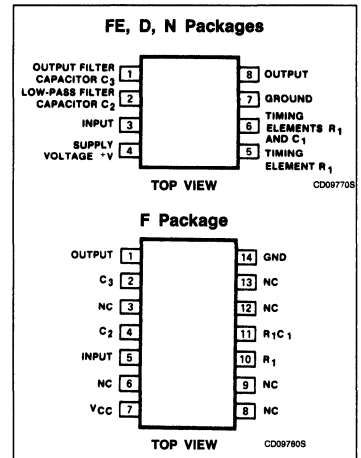 FE, D, N Packages
OUTPUT FILTER
CAPACITOR C3 1
LOW-PASS FILTER
CAPACITOR C2 2
INPUT 3
SUPPLY
VOLTAGE +V 4
8 OUTPUT
7 GROUND
TIMING
6 ELEMENTS R1
AND C1
5 TIMING
ELEMENT R1
TOP VIEW
CD09770S
F Package
OUTPUT 1
C3 2
NC 3
C2 4
INPUT 5
NC 6
VCC 7
14 GND
13 NC
12 NC
11 R1C1
10 R1
9 NC
8 NC
TOP VIEW
CD09780S